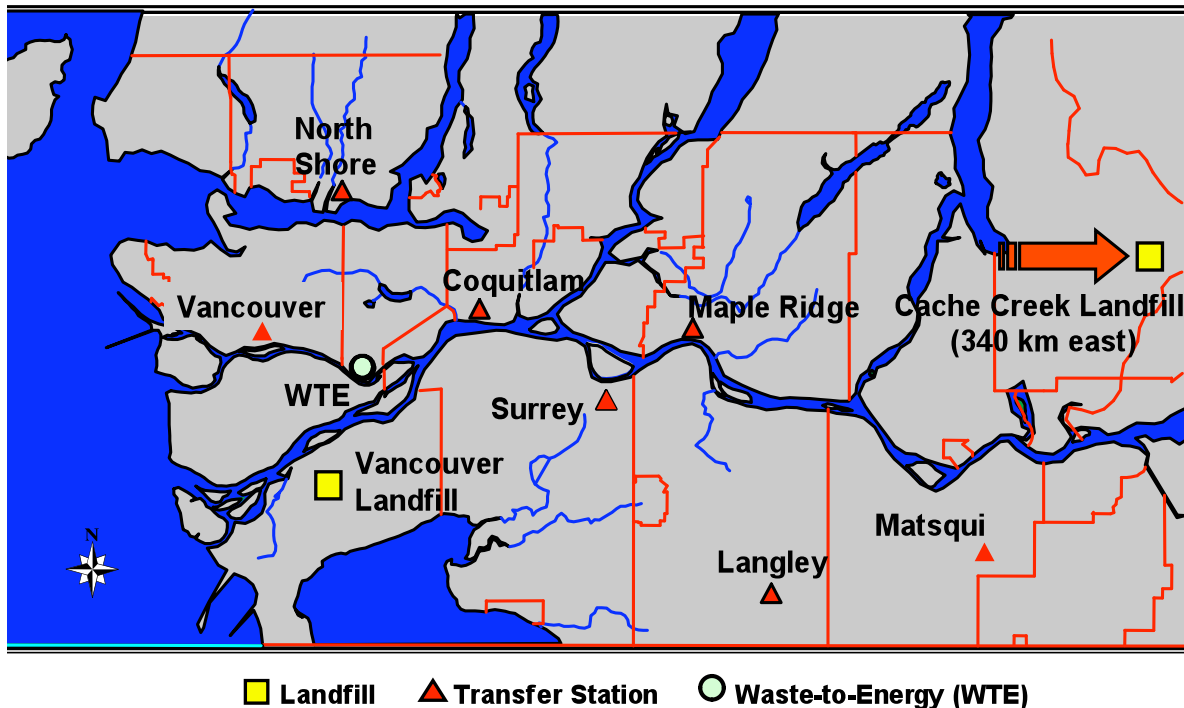 North
Shore
Coquitlam
Vancouver
Maple Ridge
Cache Creek Landfill
(340 km east)
WTE
Surrey
Vancouver
Landfill
Matsqui
N
Langley
Landfill
Transfer Station
Waste-to-Energy (WTE)